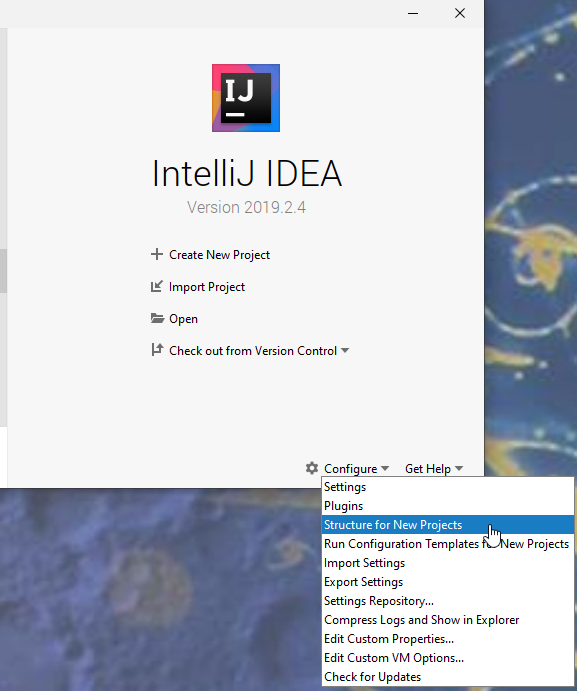 IJ
IntelliJ IDEA
Version 2019.2.4
Create New Project
Import Project
Open
Check out from Version Control
Configure Get Help
Settings
Plugins
Structure for New Projects
Run Configuration Templates for New Projects
Import Settings
Export Settings
Settings Repository...
Compress Logs and Show in Explorer
Edit Custom Properties...
Edit Custom VM Options...
Check for Updates